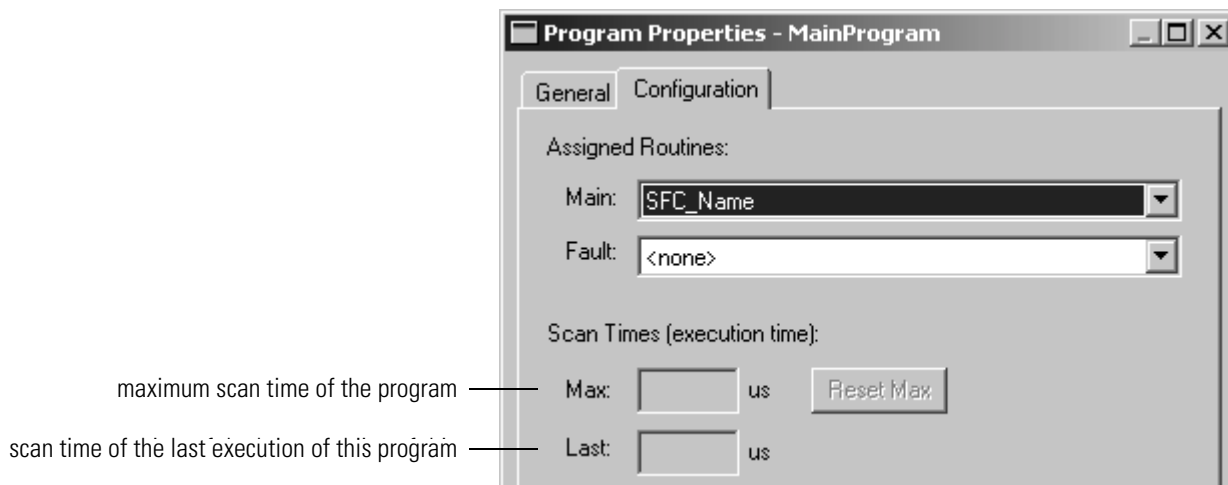 Program Properties - MainProgram
General Configuration
Assigned Routines:
Main: SFC_Name
Fault: <none>
Scan Times (execution time):
maximum scan time of the program Max: us Reset Max
scan time of the last execution of this program Last: us